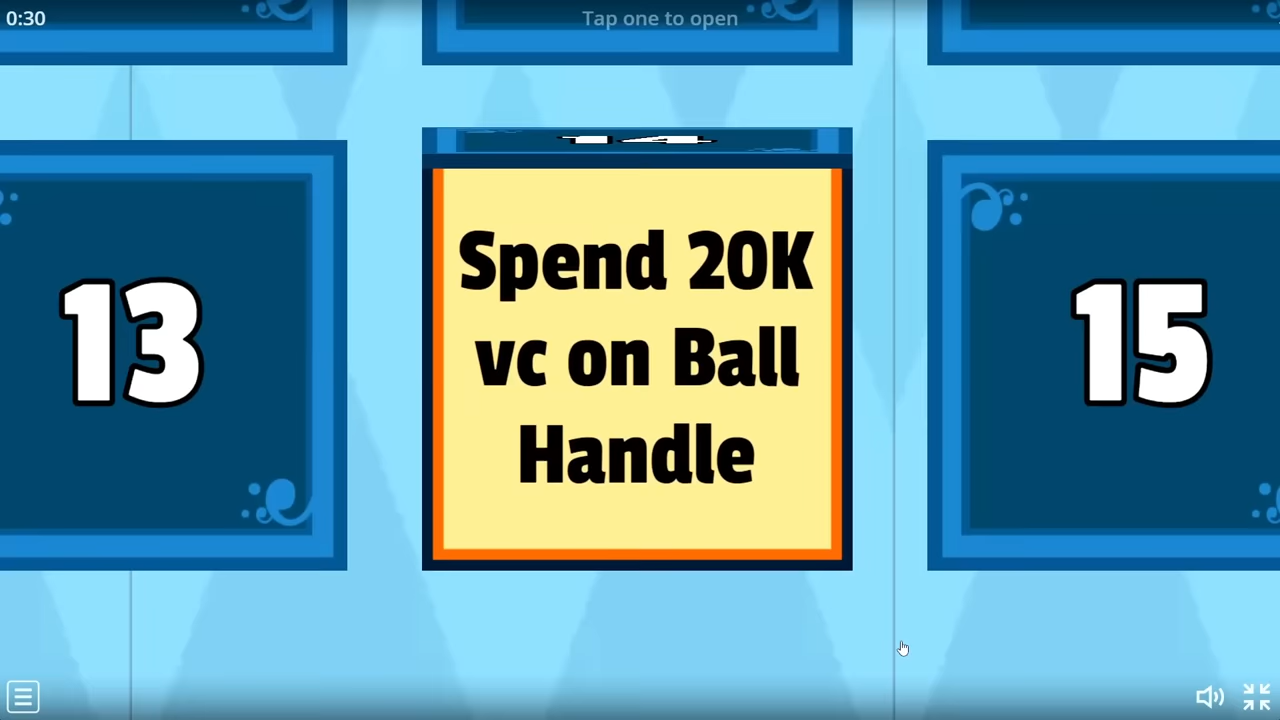 0:30
Tap one to open
Spend 20K
vc on Ball
Handle
13
15